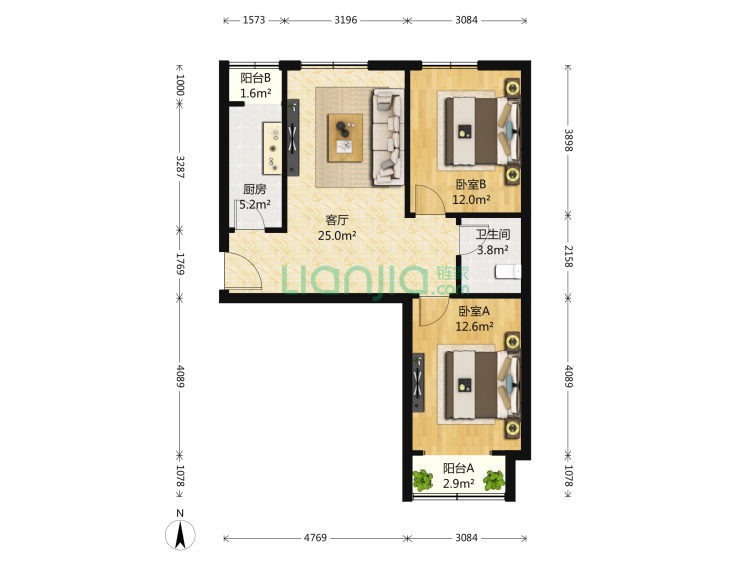 1573
3196
3084
阳台B
1.6m²
1000
3287
1769
4089
1078
厨房
5.2m²
客厅
25.0m²
卧室B
12.0m²
卫生间
3.8m²
3898
2158
4089
1078
Lianjia.com
链家
卧室A
12.6m²
阳台A
2.9m²
N
4769
3084